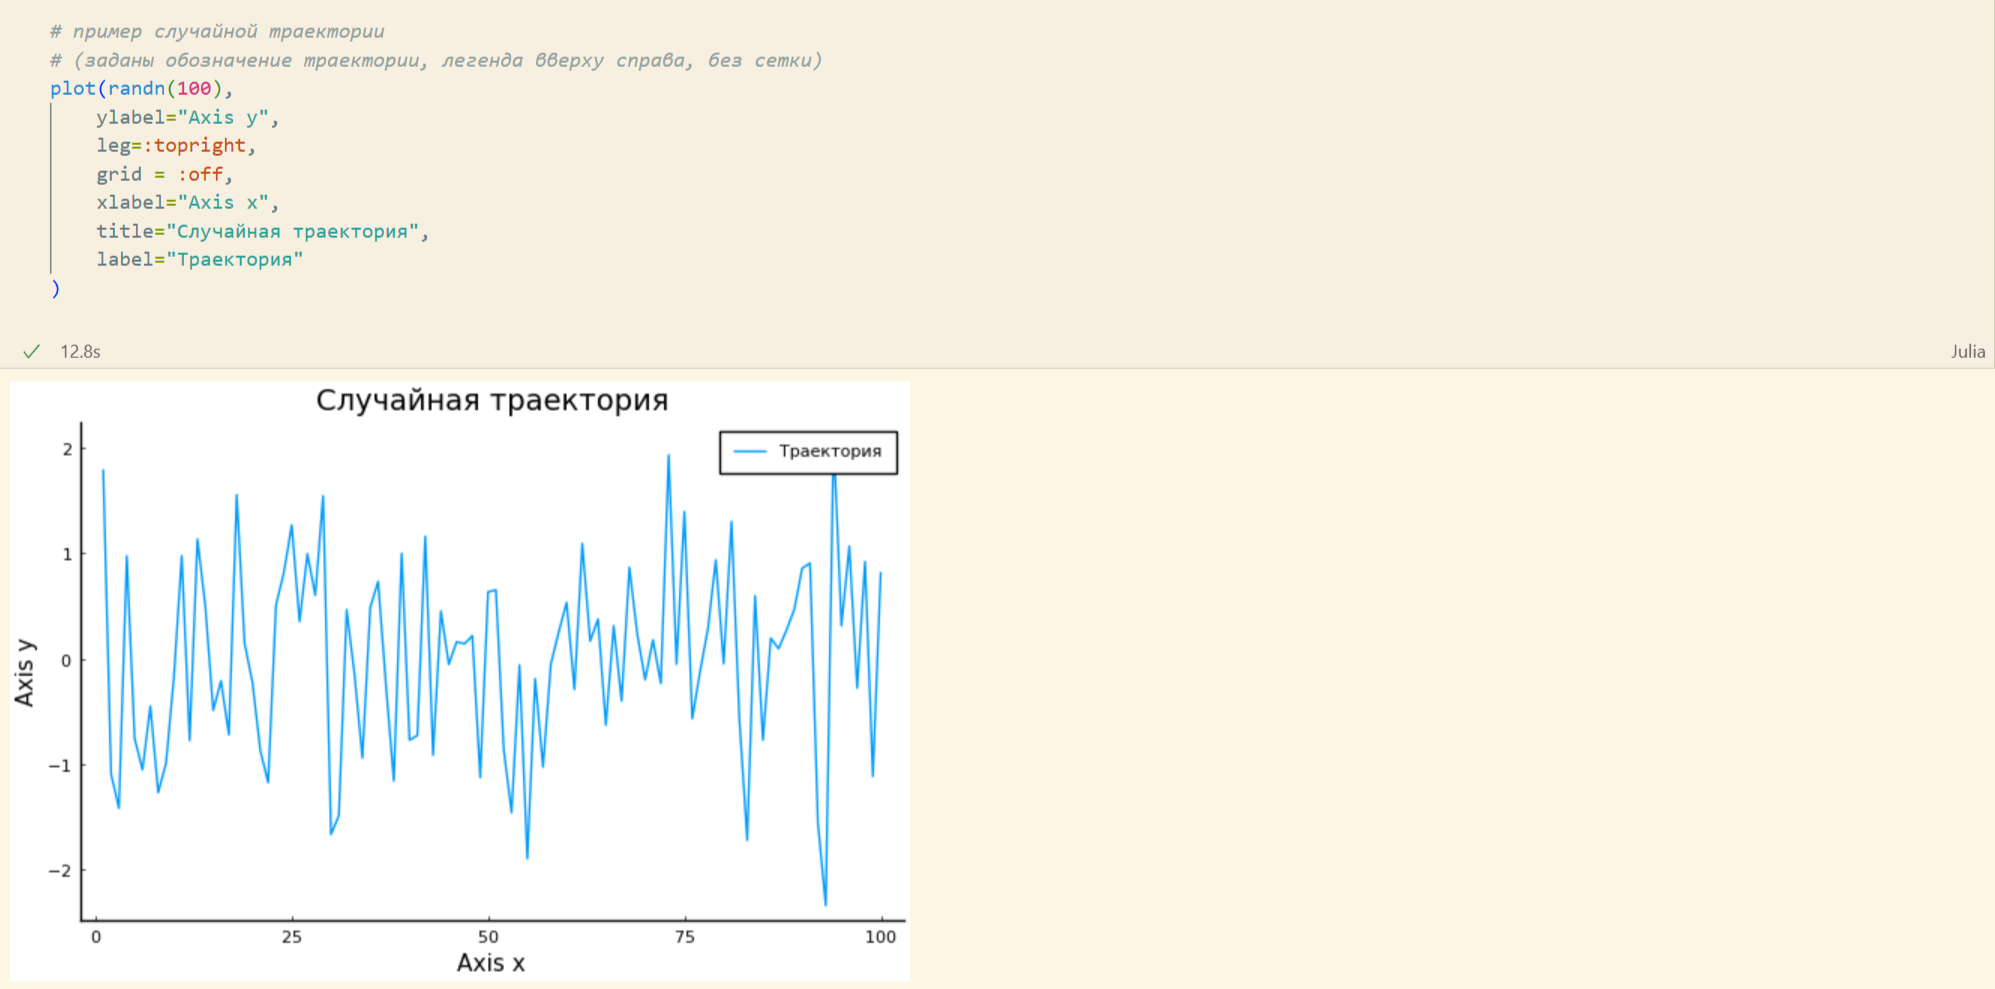 # пример случайной траектории
# (заданы обозначение траектории, легенда вверху справа, без сетки)
plot(randn(100),
ylabel="Axis y",
leg=:topright,
grid = :off,
xlabel="Axis x",
title="Случайная траектория",
label="Траектория"
)
12.8s
Julia
Случайная траектория
Траектория
2
1
0
−1
−2
Axis y
0 25 50 75 100
Axis x